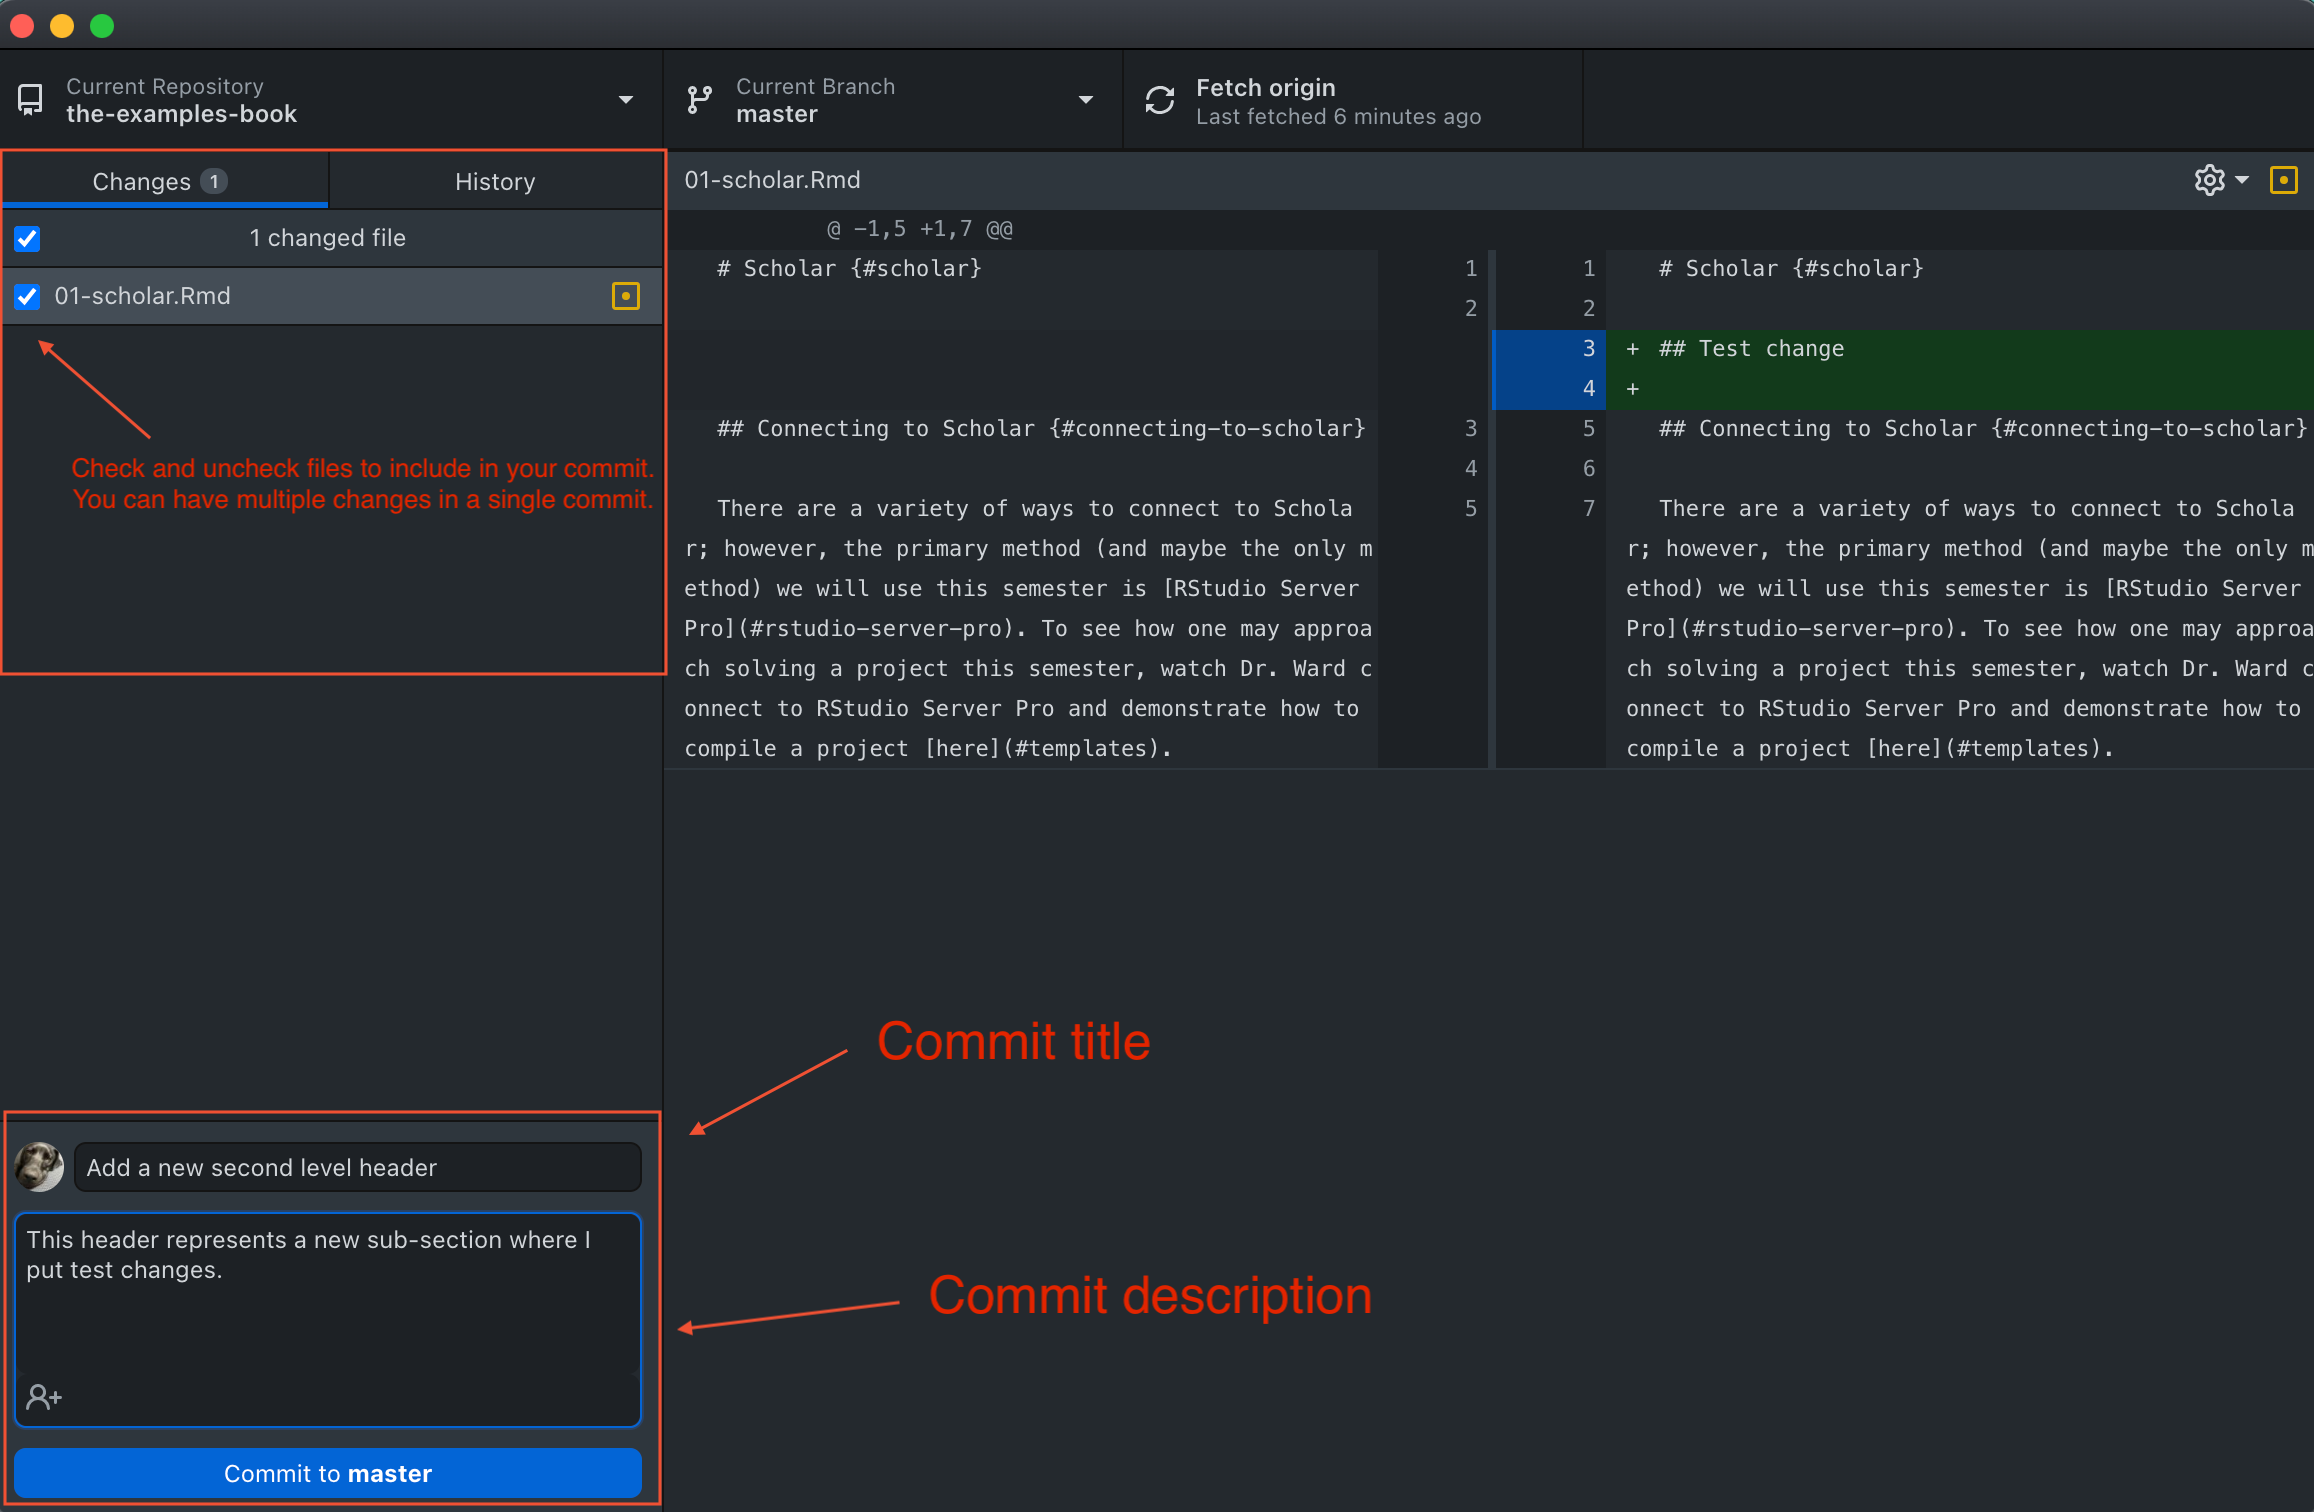 Current Repository
the-examples-book
Current Branch
master
Fetch origin
Last fetched 6 minutes ago
Changes 1
History
1 changed file
01-scholar.Rmd
Check and uncheck files to include in your commit.
You can have multiple changes in a single commit.
01-scholar.Rmd
@ -1,5 +1,7 @@
# Scholar {#scholar} 1
2
## Connecting to Scholar {#connecting-to-scholar} 3
4
There are a variety of ways to connect to Schola 5
r; however, the primary method (and maybe the only m
ethod) we will use this semester is [RStudio Server
Pro](#rstudio-server-pro). To see how one may approa
ch solving a project this semester, watch Dr. Ward c
onnect to RStudio Server Pro and demonstrate how to
compile a project [here](#templates).
1 # Scholar {#scholar}
2
3 + ## Test change
4 +
5 ## Connecting to Scholar {#connecting-to-scholar}
6
7 There are a variety of ways to connect to Schola
r; however, the primary method (and maybe the only m
ethod) we will use this semester is [RStudio Server
Pro](#rstudio-server-pro). To see how one may approa
ch solving a project this semester, watch Dr. Ward c
onnect to RStudio Server Pro and demonstrate how to
compile a project [here](#templates).
Commit title
Add a new second level header
This header represents a new sub-section where I
put test changes.
Commit description
Commit to master